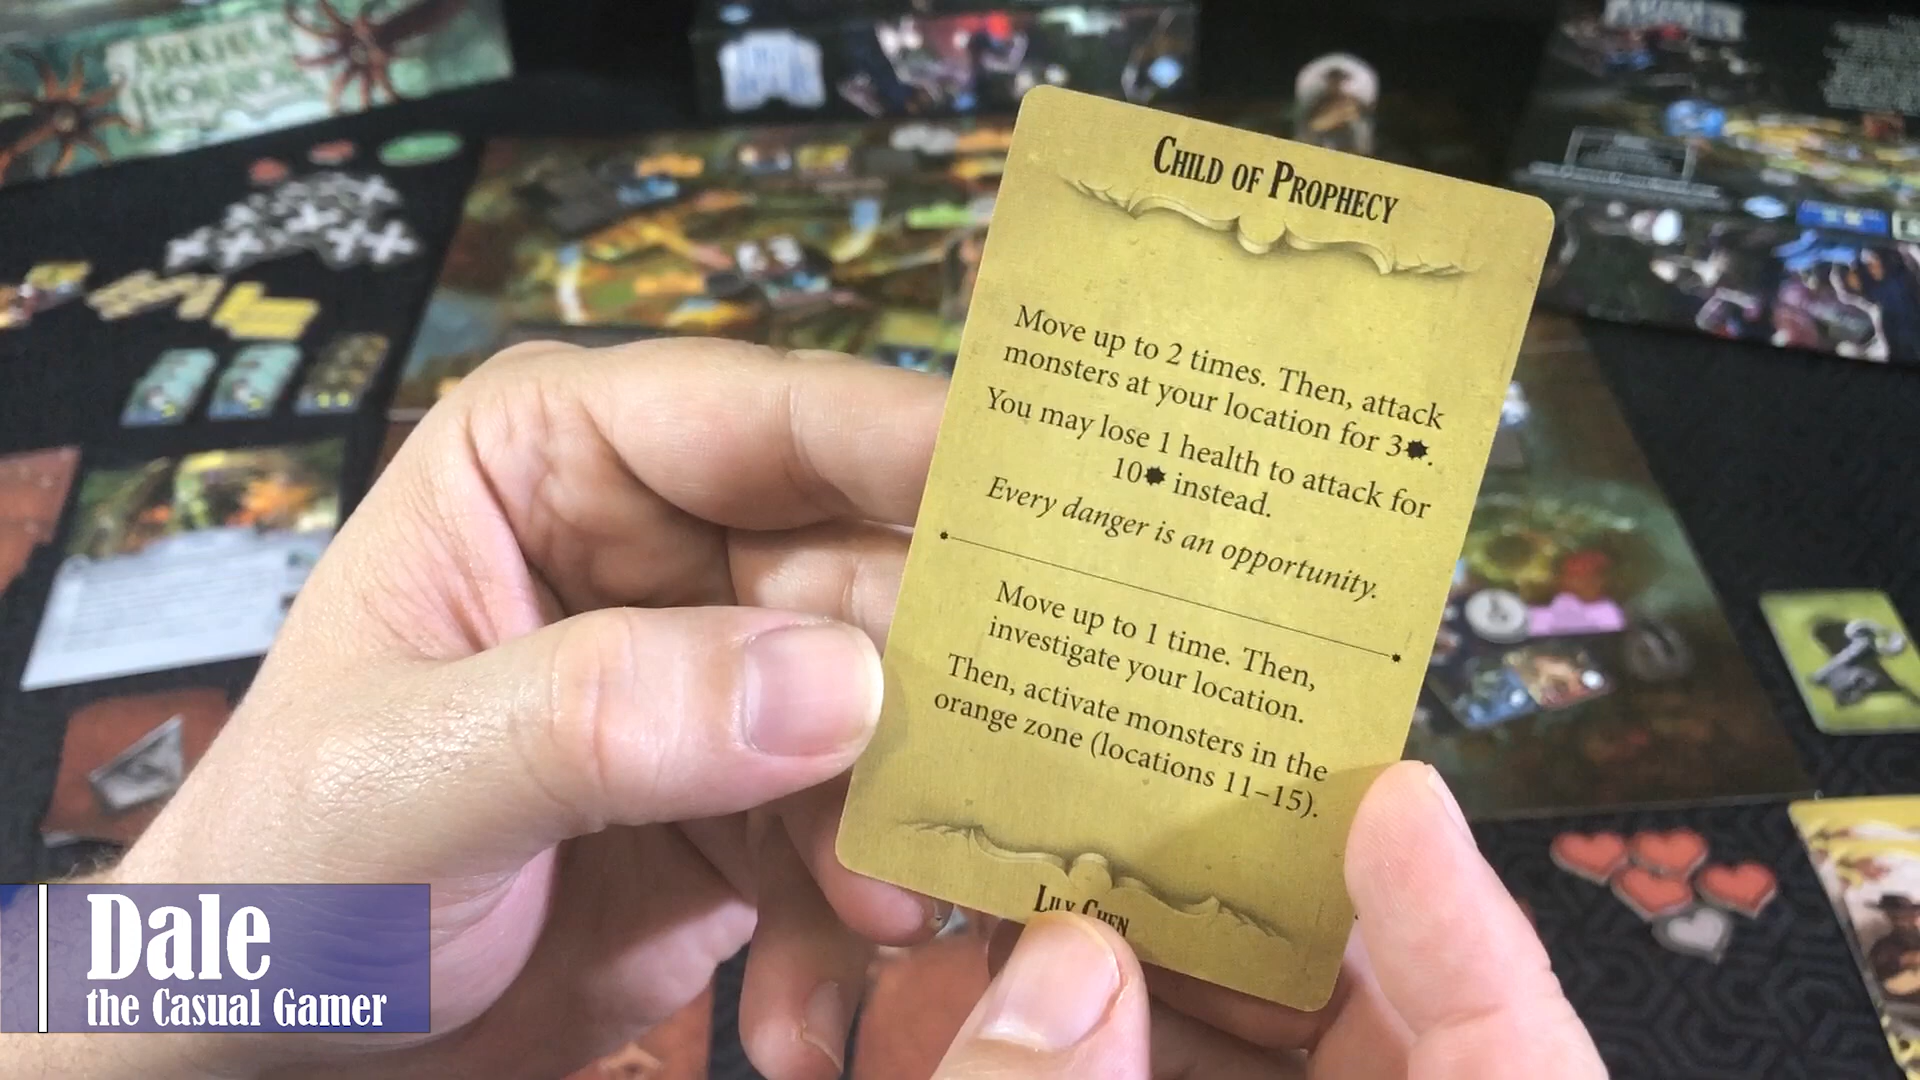 ARKHAM
HORROR
CHILD OF PROPHECY
Move up to 2 times. Then, attack
monsters at your location for 3
You may lose 1 health to attack for
10 instead.
Every danger is an opportunity.
Move up to 1 time. Then,
investigate your location.
Then, activate monsters in the
orange zone (locations 11–15).
LILY CHEN
Dale
the Casual Gamer